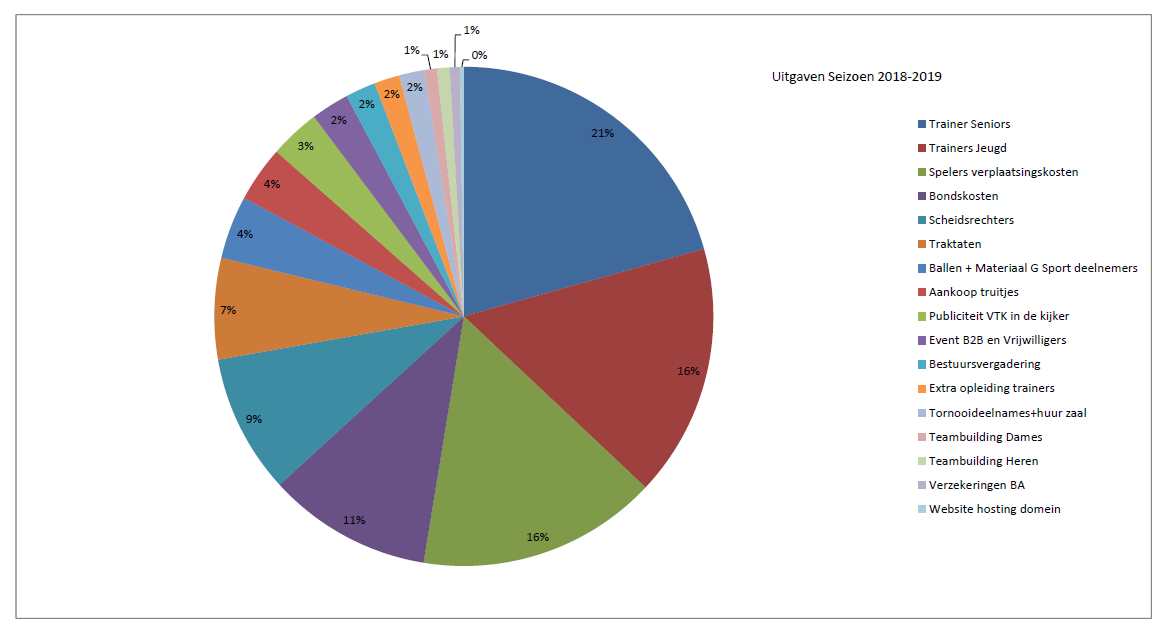 Uitgaven Seizoen 2018-2019
1%
1%
1%
0%
2%
2%
2%
2%
3%
4%
4%
7%
9%
11%
16%
16%
21%
Trainer Seniors
Trainers Jeugd
Spelers verplaatsingskosten
Bondskosten
Scheidsrechters
Traktaten
Ballen + Materiaal G Sport deelnemers
Aankoop truitjes
Publiciteit VTK in de kijker
Event B2B en Vrijwilligers
Bestuursvergadering
Extra opleiding trainers
Tornooideelnames+huur zaal
Teambuilding Dames
Teambuilding Heren
Verzekeringen BA
Website hosting domein